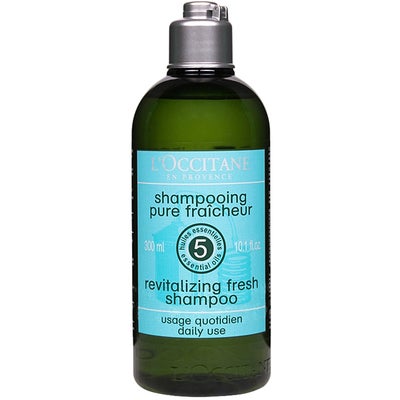 L'OCCITANE
EN PROVENCE
shampooing
pure fraîcheur
300 ml
huiles essentielles
5
essential oils
10.1 fl.oz.
revitalizing fresh
shampoo
usage quotidien
daily use
L'OCCITANE